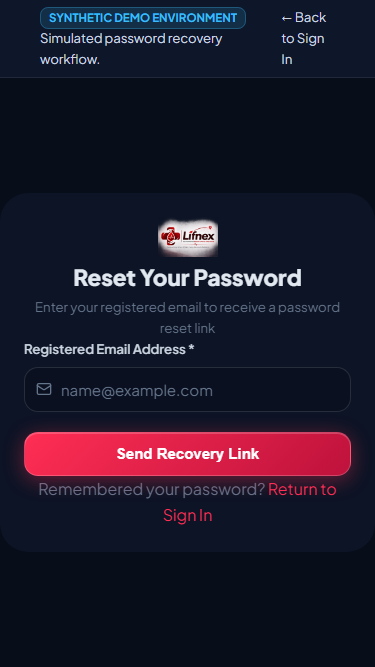 SYNTHETIC DEMO ENVIRONMENT
Simulated password recovery
workflow.
← Back
to Sign
In
Lifnex
Reset Your Password
Enter your registered email to receive a password
reset link
Registered Email Address *
name@example.com
Send Recovery Link
Remembered your password? Return to
Sign In